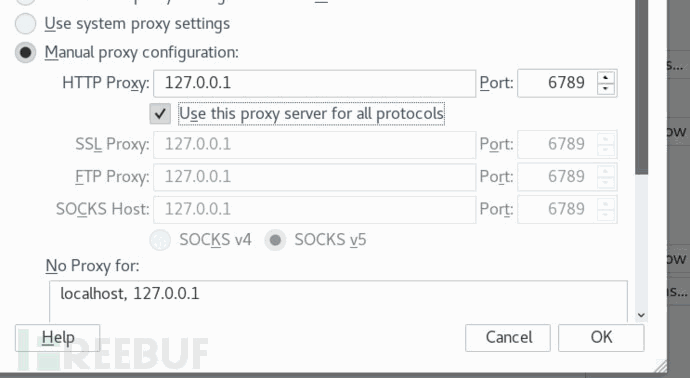 Use system proxy settings
Manual proxy configuration:
HTTP Proxy: 127.0.0.1 Port: 6789
Use this proxy server for all protocols
SSL Proxy: 127.0.0.1 Port: 6789
FTP Proxy: 127.0.0.1 Port: 6789
SOCKS Host: 127.0.0.1 Port: 6789
SOCKS v4 SOCKS v5
No Proxy for:
localhost, 127.0.0.1
Help Cancel OK
FREEBUF